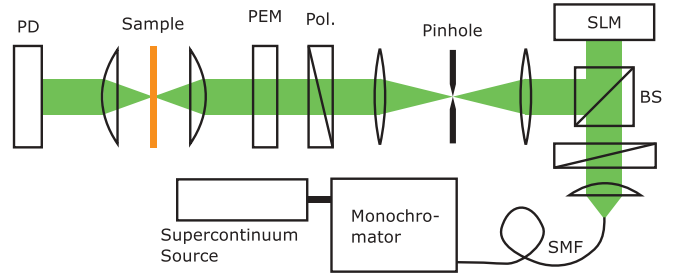 PD
Sample
PEM
Pol.
Pinhole
SLM
BS
Supercontinuum
Source
Monochro-
mator
SMF